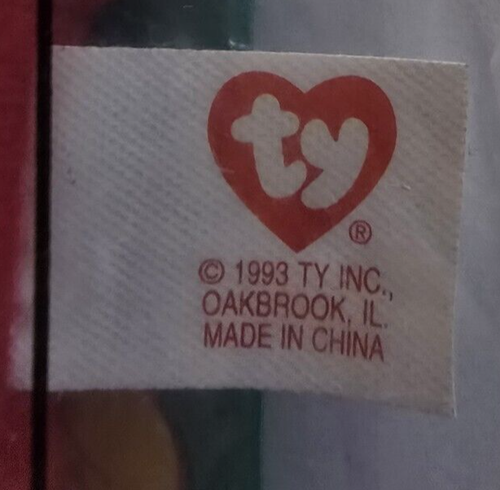 ty®
© 1993 TY INC.,
OAKBROOK, IL.
MADE IN CHINA